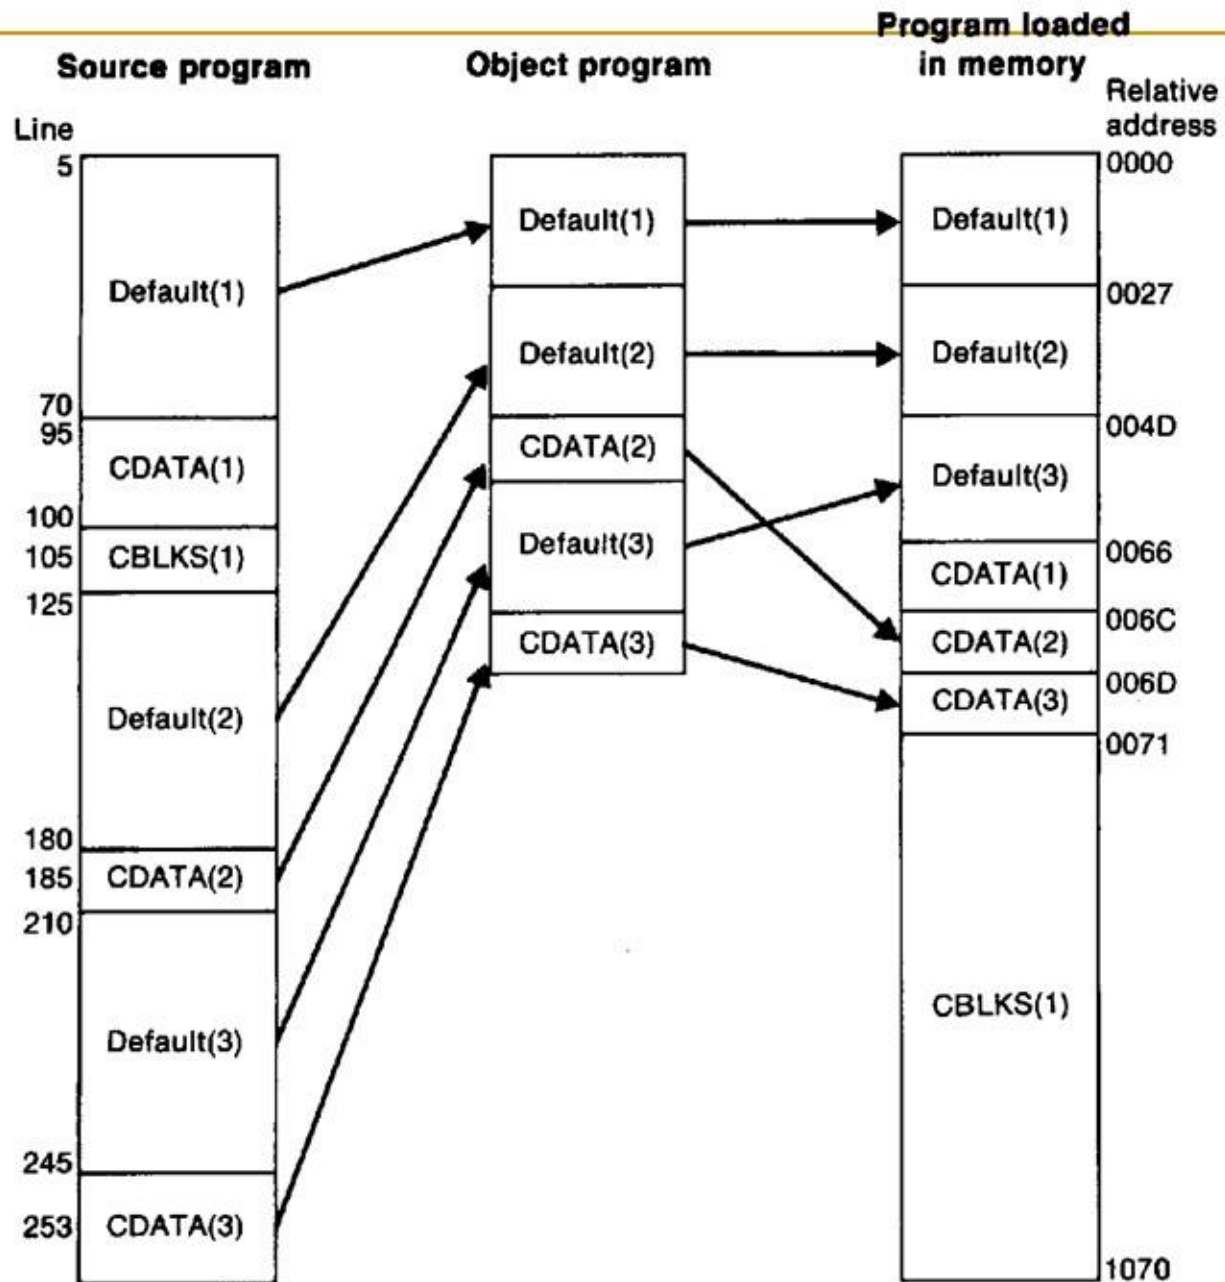 Source program
Object program
Program loaded
in memory
Line
Relative
address
5
Default(1)
70
95
CDATA(1)
100
105
CBLKS(1)
125
Default(2)
180
185
CDATA(2)
210
Default(3)
245
253
CDATA(3)
Default(1)
Default(2)
CDATA(2)
Default(3)
CDATA(3)
0000
Default(1)
0027
Default(2)
004D
Default(3)
0066
CDATA(1)
006C
CDATA(2)
006D
CDATA(3)
0071
CBLKS(1)
1070